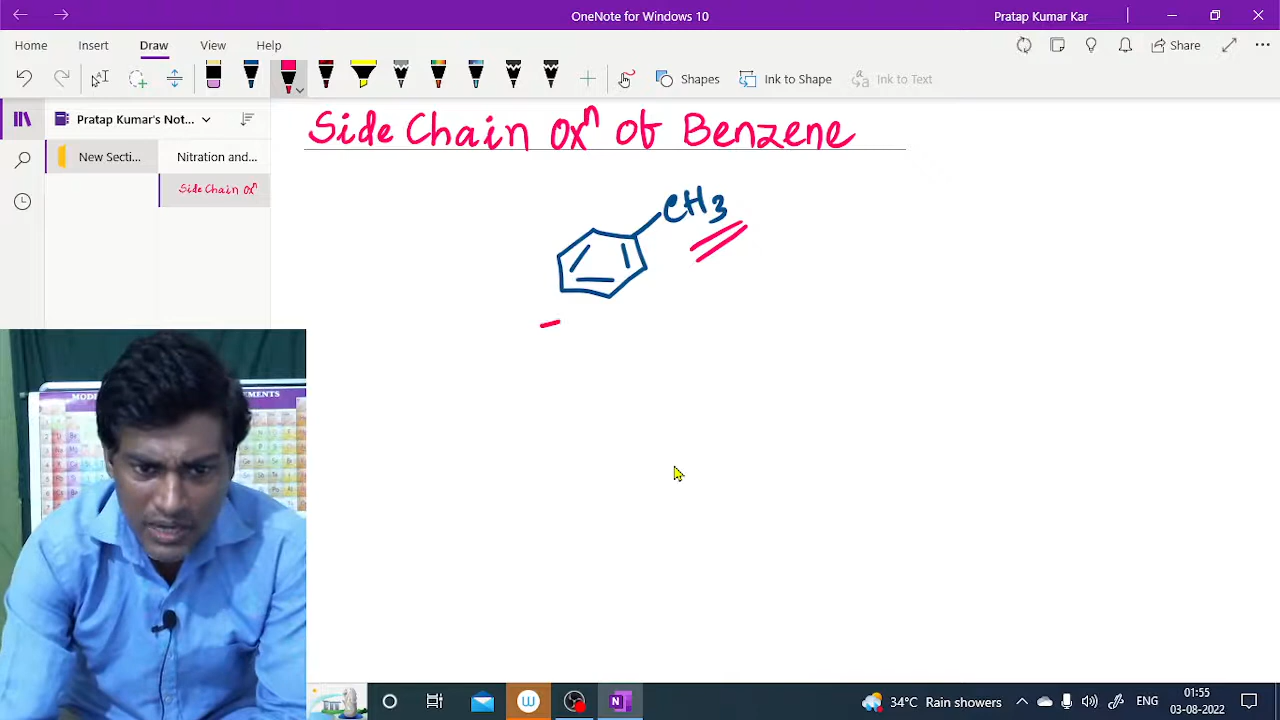 OneNote for Windows 10
Pratap Kumar Kar
Home Insert Draw View Help
Share
Shapes
Ink to Shape
Ink to Text
Pratap Kumar's Not...
New Secti...
Nitration and...
Side Chain Oxⁿ
Side Chain Oxⁿ of Benzene
CH3
EMENTS
34°C Rain showers
ENG
01:55
03-08-2022